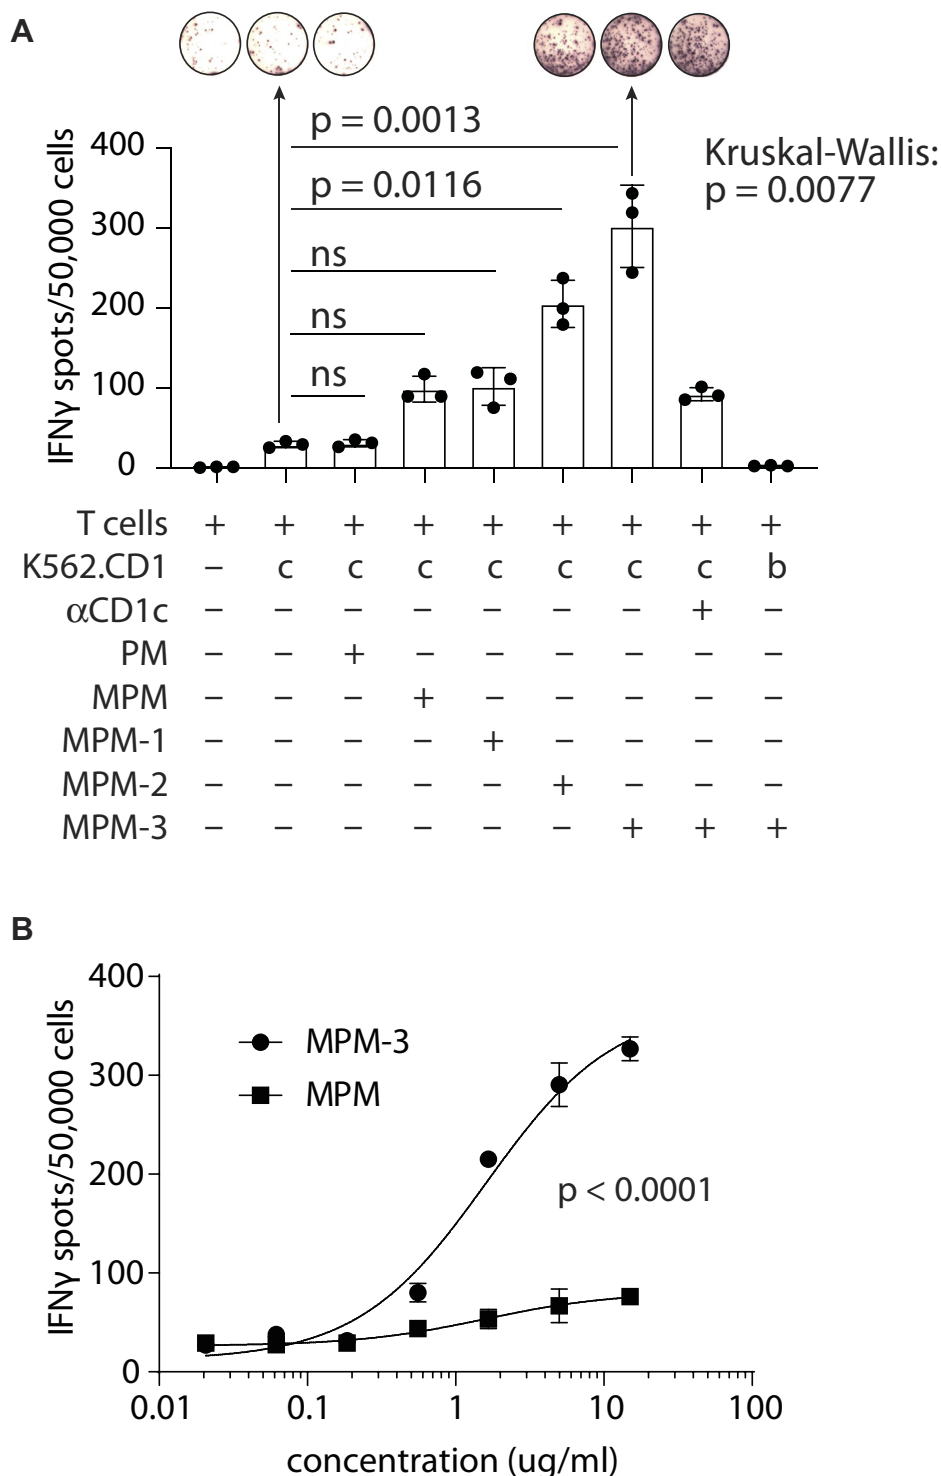 A
p = 0.0013
p = 0.0116
ns
ns
ns
Kruskal-Wallis:
p = 0.0077
IFNγ spots/50,000 cells
400
300
200
100
0
T cells + + + + + + + + +
K562.CD1 – c c c c c c c b
αCD1c – – – – – – – + –
PM – – + – – – – – –
MPM – – – + – – – – –
MPM-1 – – – – + – – – –
MPM-2 – – – – – + – – –
MPM-3 – – – – – – + + +
B
IFNγ spots/50,000 cells
400
300
200
100
0
MPM-3
MPM
p < 0.0001
0.01 0.1 1 10 100
concentration (ug/ml)